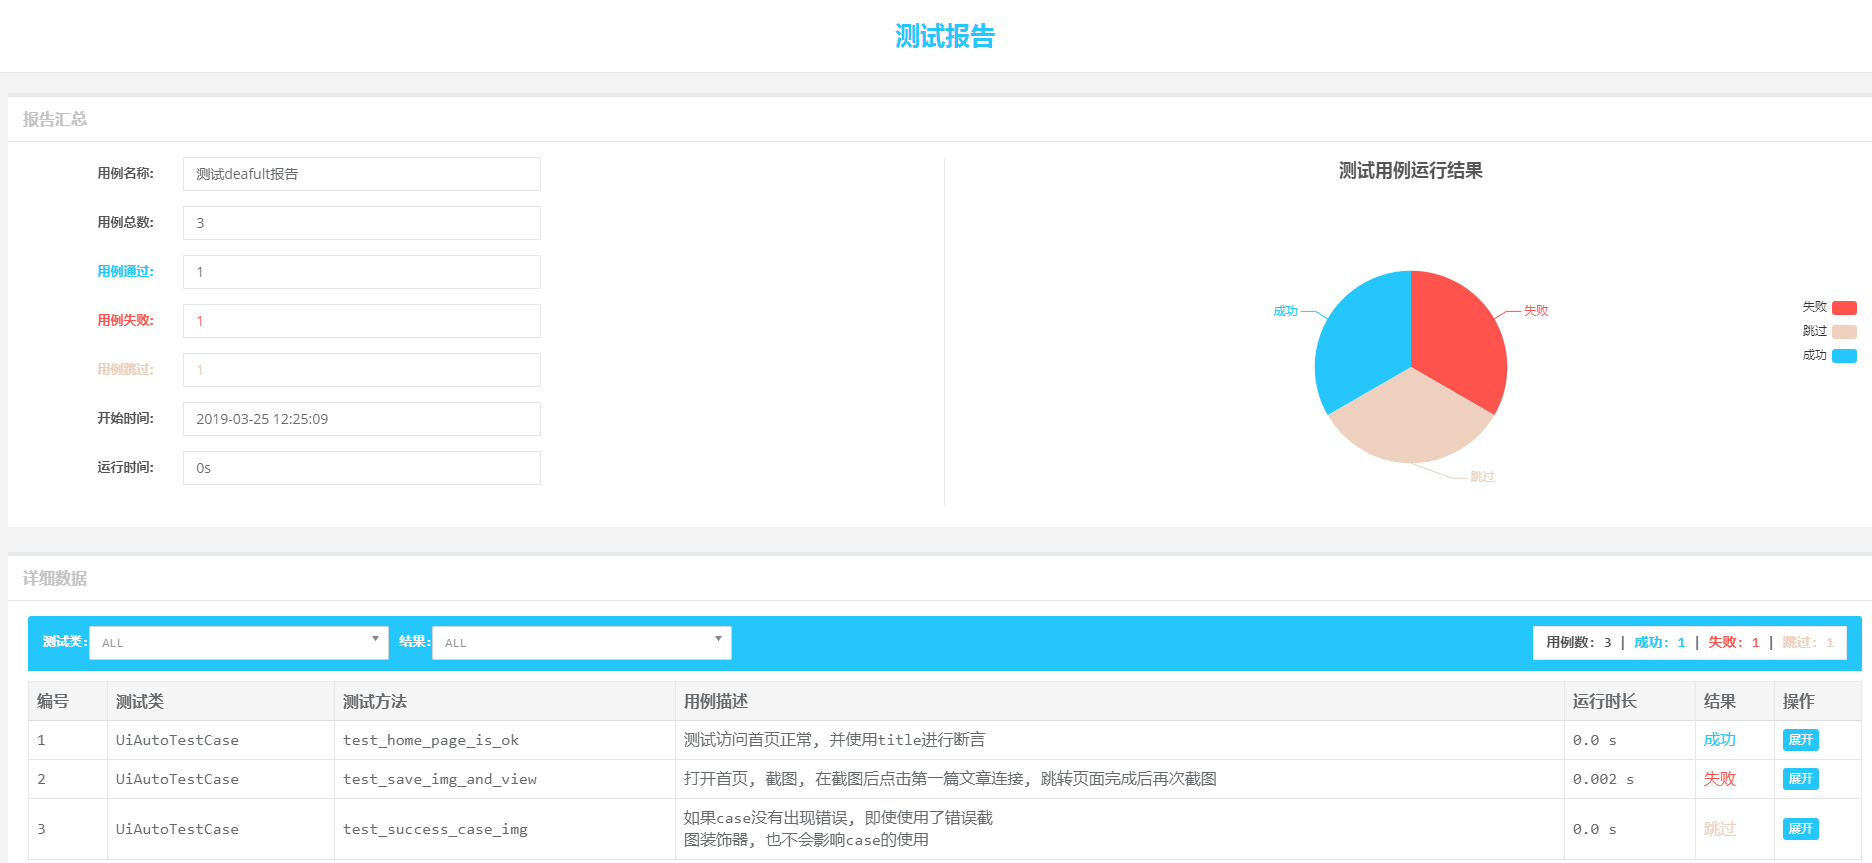 测试报告
报告汇总
用例名称: 测试deafult报告
用例总数: 3
用例通过: 1
用例失败: 1
用例跳过: 1
开始时间: 2019-03-25 12:25:09
运行时间: 0s
测试用例运行结果
成功
失败
跳过
失败
跳过
成功
详细数据
测试类: ALL 结果: ALL 用例数: 3 | 成功: 1 | 失败: 1 | 跳过: 1
编号 测试类 测试方法 用例描述 运行时长 结果 操作
1 UiAutoTestCase test_home_page_is_ok 测试访问首页正常, 并使用title进行断言 0.0 s 成功 展开
2 UiAutoTestCase test_save_img_and_view 打开首页, 截图, 在截图后点击第一篇文章连接, 跳转页面完成后再次截图 0.002 s 失败 展开
3 UiAutoTestCase test_success_case_img 如果case没有出现错误, 即使使用了错误截
图装饰器, 也不会影响case的使用 0.0 s 跳过 展开